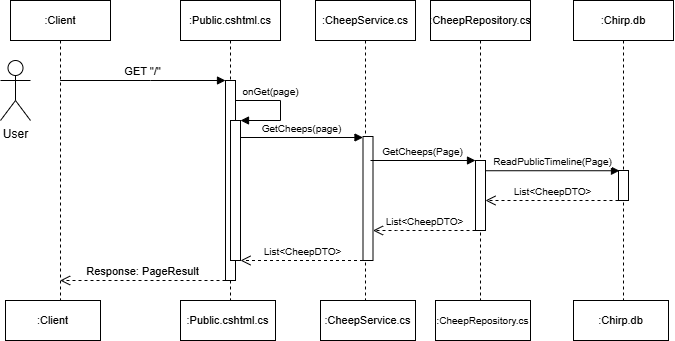 :Client
:Public.cshtml.cs
:CheepService.cs
CheepRepository.cs
:Chirp.db
GET "/"
onGet(page)
User
GetCheeps(page)
GetCheeps(Page)
ReadPublicTimeline(Page)
List<CheepDTO>
List<CheepDTO>
List<CheepDTO>
Response: PageResult
:Client
:Public.cshtml.cs
:CheepService.cs
:CheepRepository.cs
:Chirp.db